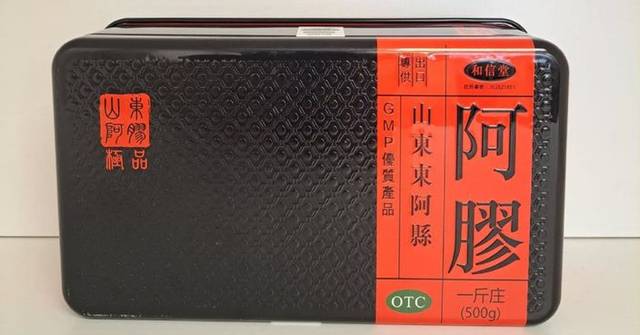 山東
阿膠
極品
出口
專供
和信堂
阿膠
山東東阿縣
GMP優質產品
OTC
一斤庄
(500g)